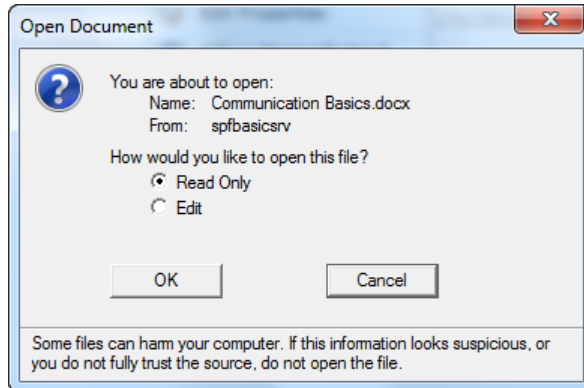 Open Document
You are about to open:
Name: Communication Basics.docx
From: spfbasicsrv
How would you like to open this file?
Read Only
Edit
OK
Cancel
Some files can harm your computer. If this information looks suspicious, or
you do not fully trust the source, do not open the file.